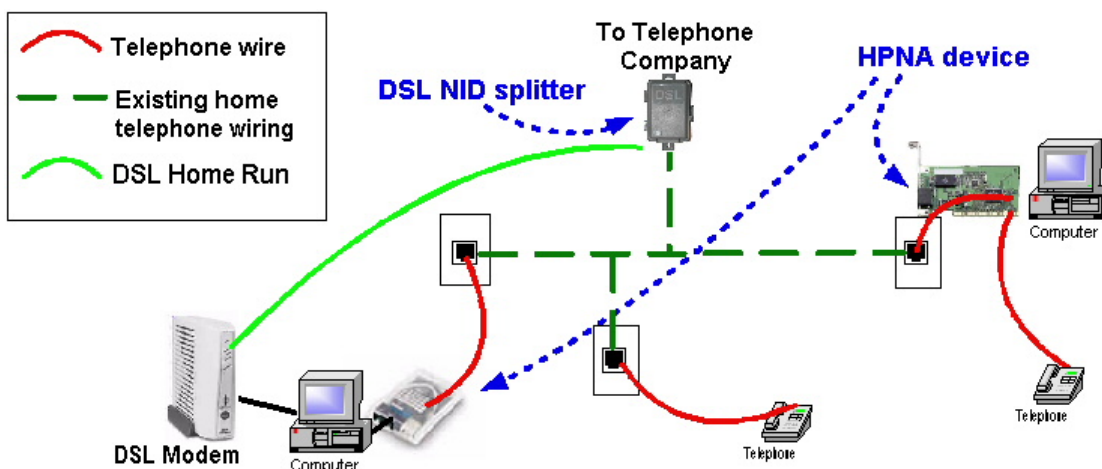 Telephone wire
Existing home
telephone wiring
DSL Home Run
To Telephone
Company
DSL NID splitter
HPNA device
DSL
Computer
Telephone
Telephone
DSL Modem
Computer